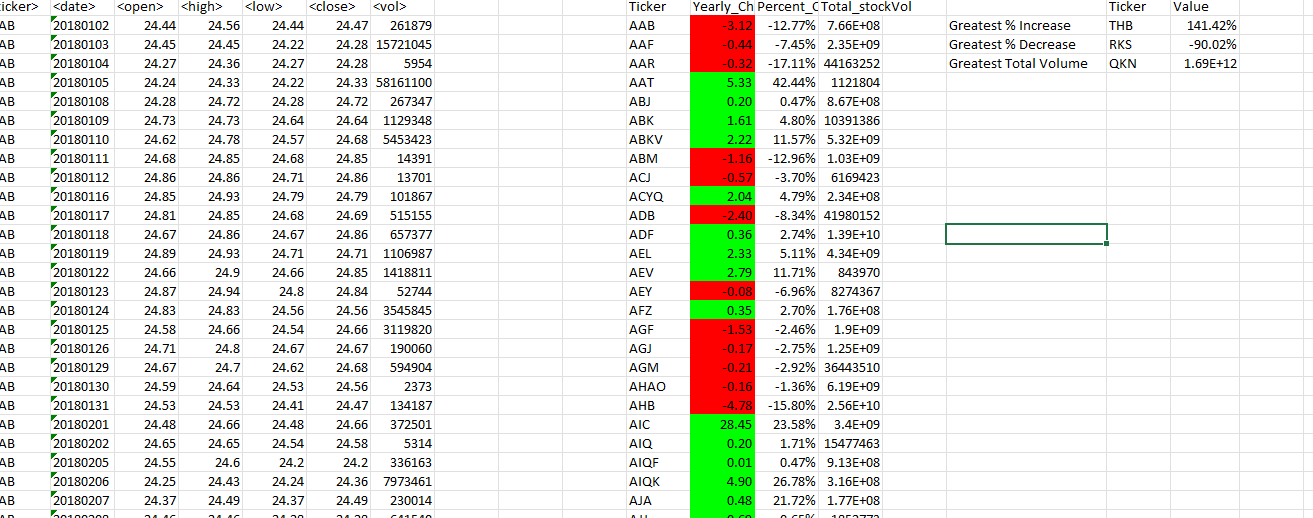 ticker> <date> <open> <high> <low> <close> <vol> Ticker Yearly_Ch Percent_C Total_stockVol Ticker Value
AB 20180102 24.44 24.56 24.44 24.47 261879 AAB -3.12 -12.77% 7.66E+08 Greatest % Increase THB 141.42%
AB 20180103 24.45 24.45 24.22 24.28 15721045 AAF -0.44 -7.45% 2.35E+09 Greatest % Decrease RKS -90.02%
AB 20180104 24.27 24.36 24.27 24.28 5954 AAR -0.32 -17.11% 44163252 Greatest Total Volume QKN 1.69E+12
AB 20180105 24.24 24.33 24.22 24.33 58161100 AAT 5.33 42.44% 1121804
AB 20180108 24.28 24.72 24.28 24.72 267347 ABJ 0.20 0.47% 8.67E+08
AB 20180109 24.73 24.73 24.64 24.64 1129348 ABK 1.61 4.80% 10391386
AB 20180110 24.62 24.78 24.57 24.68 5453423 ABKV 2.22 11.57% 5.32E+09
AB 20180111 24.68 24.85 24.68 24.85 14391 ABM -1.16 -12.96% 1.03E+09
AB 20180112 24.86 24.86 24.71 24.86 13701 ACJ -0.57 -3.70% 6169423
AB 20180116 24.85 24.93 24.79 24.79 101867 ACYQ 2.04 4.79% 2.34E+08
AB 20180117 24.81 24.85 24.68 24.69 515155 ADB -2.40 -8.34% 41980152
AB 20180118 24.67 24.86 24.67 24.86 657377 ADF 0.36 2.74% 1.39E+10
AB 20180119 24.89 24.93 24.71 24.71 1106987 AEL 2.33 5.11% 4.34E+09
AB 20180122 24.66 24.9 24.66 24.85 1418811 AEV 2.79 11.71% 843970
AB 20180123 24.87 24.94 24.8 24.84 52744 AEY -0.08 -6.96% 8274367
AB 20180124 24.83 24.83 24.56 24.56 3545845 AFZ 0.35 2.70% 1.76E+08
AB 20180125 24.58 24.66 24.54 24.66 3119820 AGF -1.53 -2.46% 1.9E+09
AB 20180126 24.71 24.8 24.67 24.67 190060 AGJ -0.17 -2.75% 1.25E+09
AB 20180129 24.67 24.7 24.62 24.68 594904 AGM -0.21 -2.92% 36443510
AB 20180130 24.59 24.64 24.53 24.56 2373 AHAO -0.16 -1.36% 6.19E+09
AB 20180131 24.53 24.53 24.41 24.47 134187 AHB -4.78 -15.80% 2.56E+10
AB 20180201 24.48 24.66 24.48 24.66 372501 AIC 28.45 23.58% 3.4E+09
AB 20180202 24.65 24.65 24.54 24.58 5314 AIQ 0.20 1.71% 15477463
AB 20180205 24.55 24.6 24.2 24.2 336163 AIQF 0.01 0.47% 9.13E+08
AB 20180206 24.25 24.43 24.24 24.36 7973461 AIQK 4.90 26.78% 3.16E+08
AB 20180207 24.37 24.49 24.37 24.49 230014 AJA 0.48 21.72% 1.77E+08